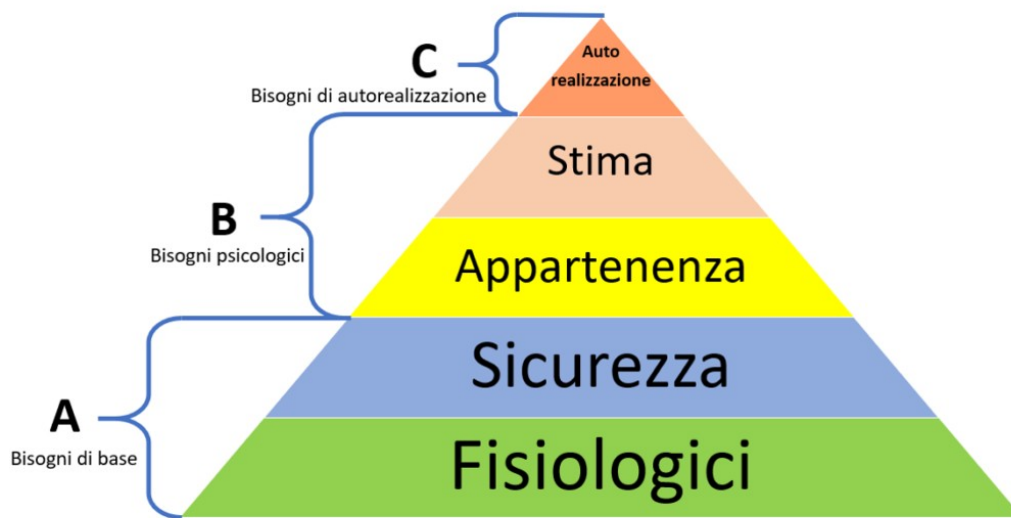 C
Bisogni di autorealizzazione
Auto
realizzazione
Stima
B
Bisogni psicologici
Appartenenza
Sicurezza
A
Bisogni di base
Fisiologici